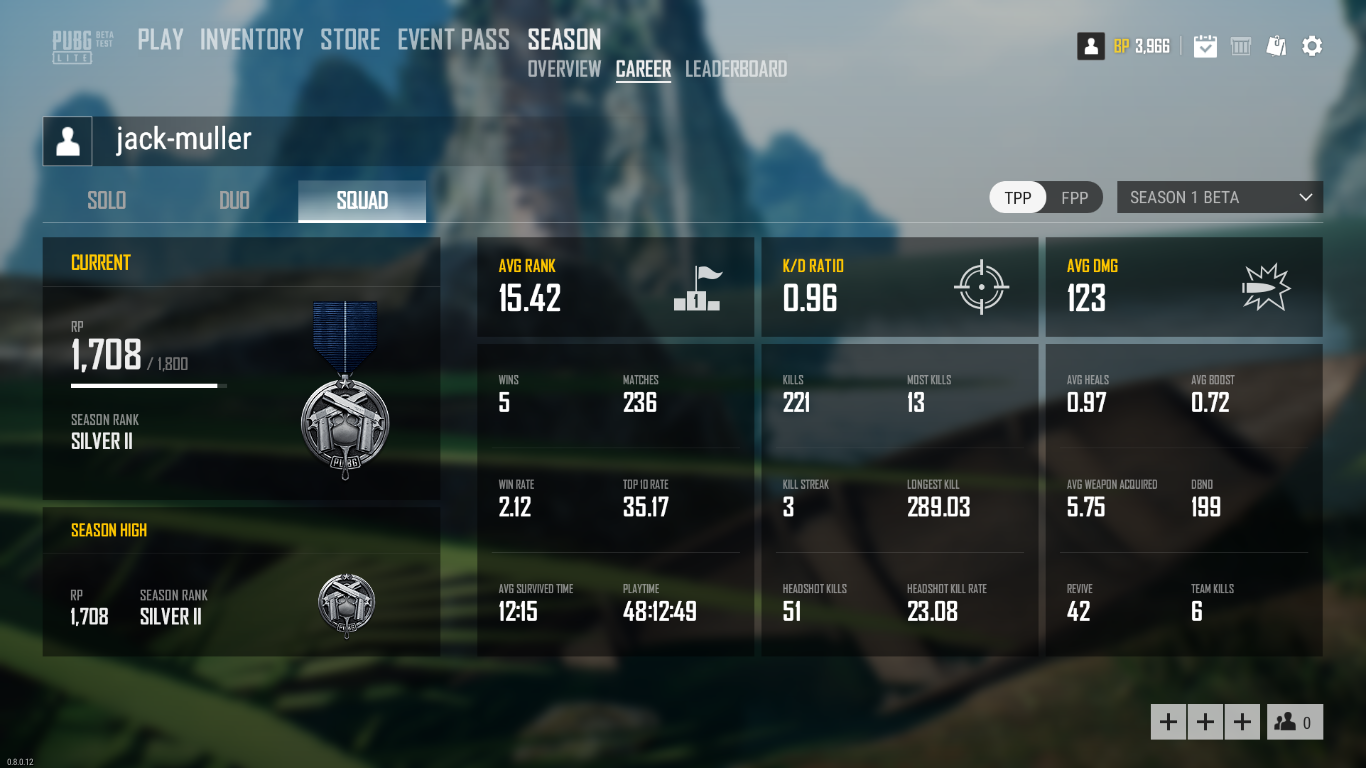 PUBG BETA TEST LITE
PLAY INVENTORY STORE EVENT PASS SEASON
BP 3,966
OVERVIEW CAREER LEADERBOARD
jack-muller
SOLO DUO SQUAD
TPP FPP SEASON 1 BETA
CURRENT
RP
1,708 / 1,800
SEASON RANK
SILVER II
PUBG
SEASON HIGH
RP SEASON RANK
1,708 SILVER II
AVG RANK
15.42
1
WINS MATCHES
5 236
WIN RATE TOP 10 RATE
2.12 35.17
AVG SURVIVED TIME PLAYTIME
12:15 48:12:49
K/D RATIO
0.96
KILLS MOST KILLS
221 13
KILL STREAK LONGEST KILL
3 289.03
HEADSHOT KILLS HEADSHOT KILL RATE
51 23.08
AVG DMG
123
AVG HEALS AVG BOOST
0.97 0.72
AVG WEAPON ACQUIRED DBNO
5.75 199
REVIVE TEAM KILLS
42 6
0
0.8.0.12